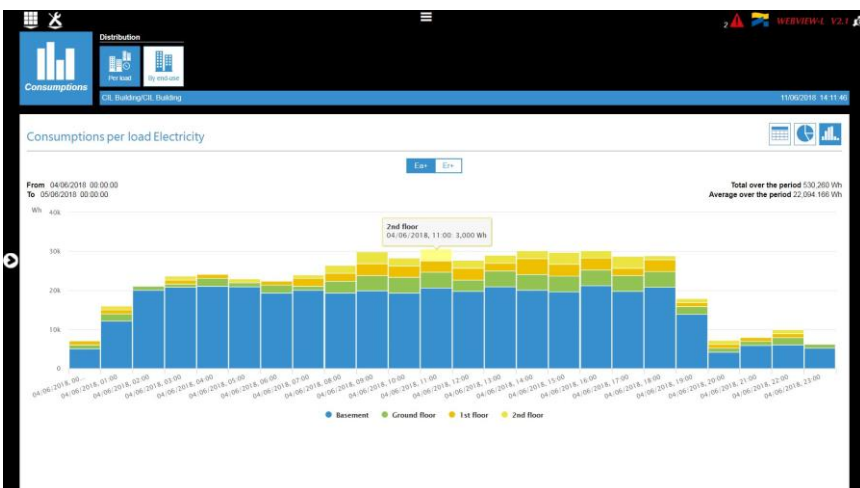 2
WEBVIEW-L V2.1
Distribution
Consumptions
Per load
By end use
CIL Building/CIL Building
11/06/2018 14:11:46
Consumptions per load Electricity
Ea+ Er+
From 04/06/2018 00:00:00
To 05/06/2018 00:00:00
Total over the period 530,260 Wh
Average over the period 22,094.166 Wh
Wh
40k
2nd floor
04/06/2018, 11:00: 3,000 Wh
30k
20k
10k
0
04/06/2018, 00...
04/06/2018, 01:00
04/06/2018, 02:00
04/06/2018, 03:00
04/06/2018, 04:00
04/06/2018, 05:00
04/06/2018, 06:00
04/06/2018, 07:00
04/06/2018, 08:00
04/06/2018, 09:00
04/06/2018, 10:00
04/06/2018, 11:00
04/06/2018, 12:00
04/06/2018, 13:00
04/06/2018, 14:00
04/06/2018, 15:00
04/06/2018, 16:00
04/06/2018, 17:00
04/06/2018, 18:00
04/06/2018, 19:00
04/06/2018, 20:00
04/06/2018, 21:00
04/06/2018, 22:00
04/06/2018, 23:00
Basement Ground floor 1st floor 2nd floor